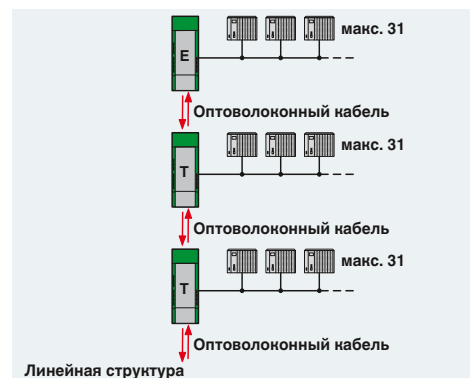 E
макс. 31
Оптоволоконный кабель
T
макс. 31
Оптоволоконный кабель
T
макс. 31
Оптоволоконный кабель
Линейная структура